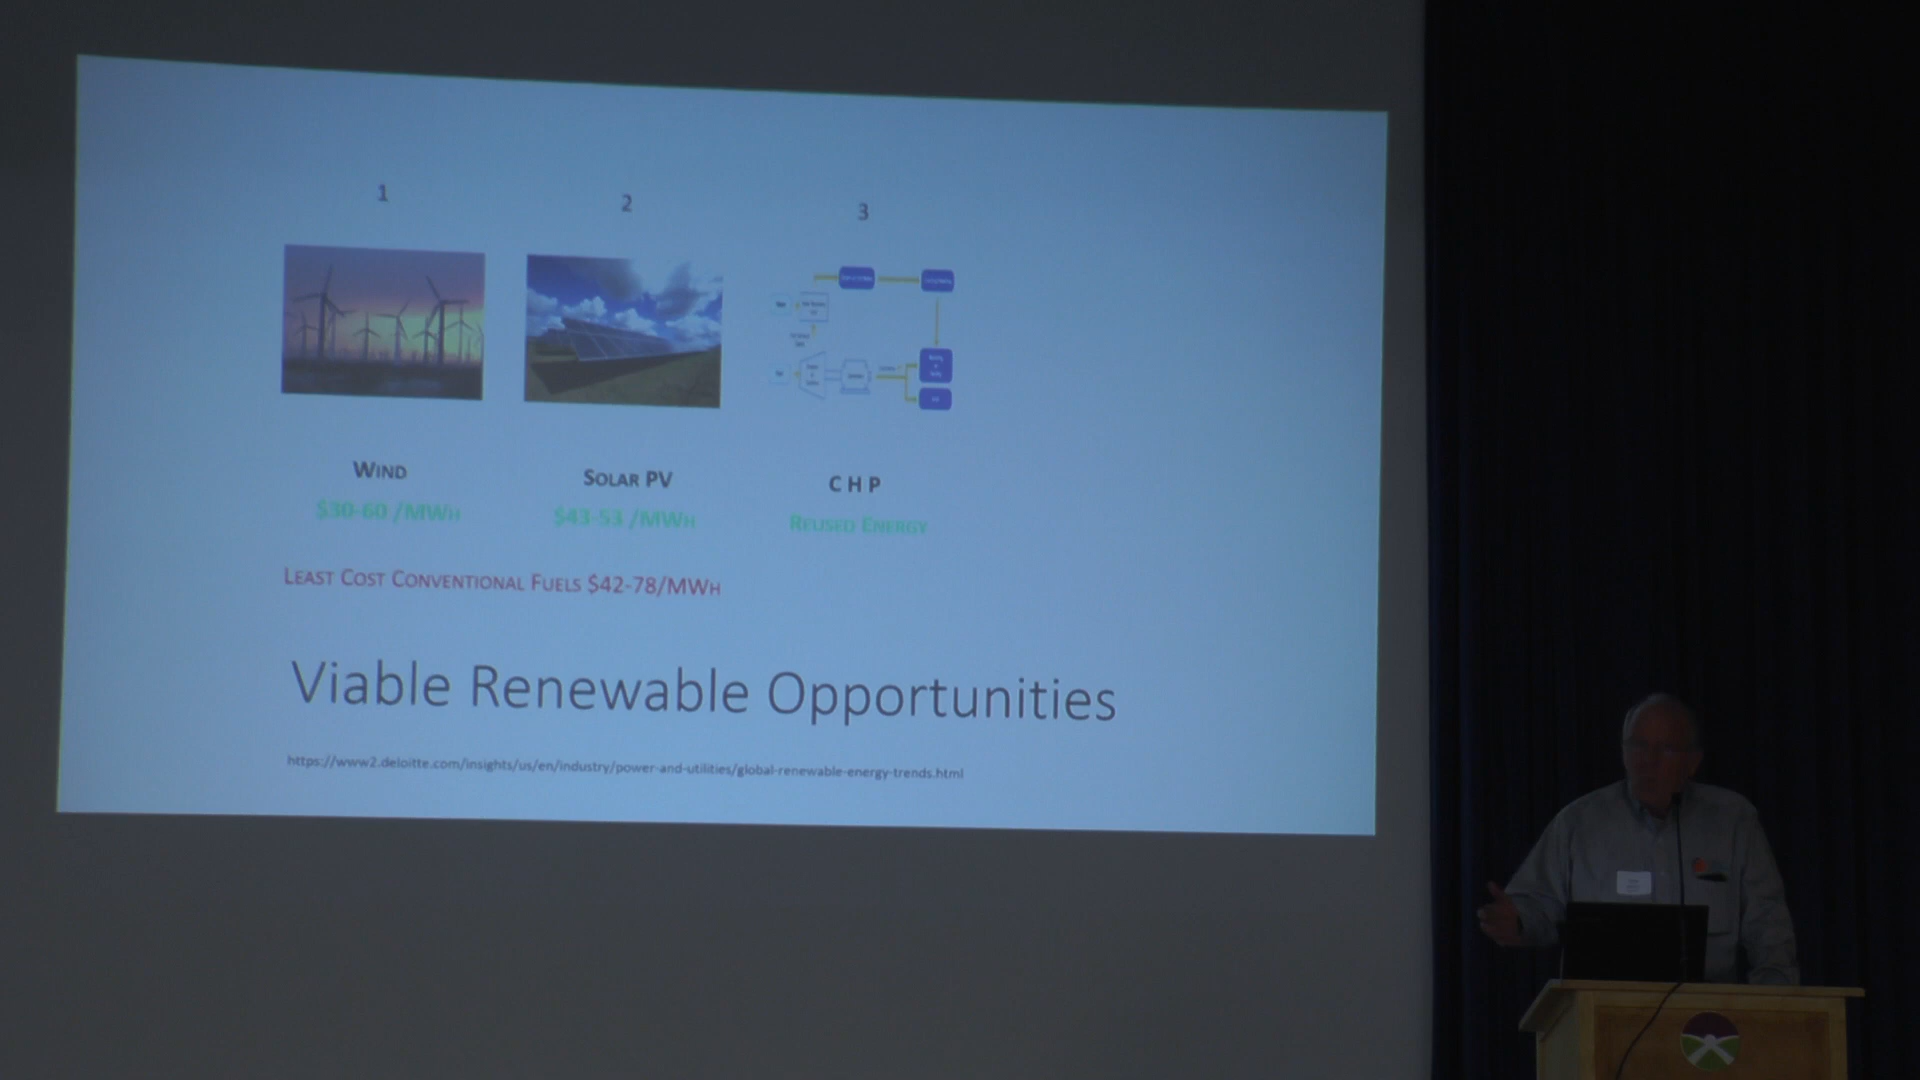 1
2
3
WIND
SOLAR PV
C H P
$30-60 /MWH
$43-53 /MWH
REUSED ENERGY
LEAST COST CONVENTIONAL FUELS $42-78/MWH
Viable Renewable Opportunities
https://www2.deloitte.com/insights/us/en/industry/power-and-utilities/global-renewable-energy-trends.html